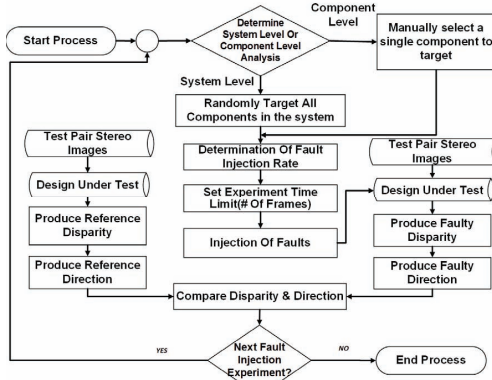 Start Process
Determine
System Level Or
Component Level
Analysis
Component
Level
Manually select a
single component to
target
System Level
Randomly Target All
Components in the system
Test Pair Stereo
Images
Determination Of Fault
Injection Rate
Test Pair Stereo
Images
Design Under Test
Set Experiment Time
Limit(# Of Frames)
Design Under Test
Produce Reference
Disparity
Injection Of Faults
Produce Faulty
Disparity
Produce Reference
Direction
Produce Faulty
Direction
Compare Disparity & Direction
YES
Next Fault
Injection
Experiment?
NO
End Process